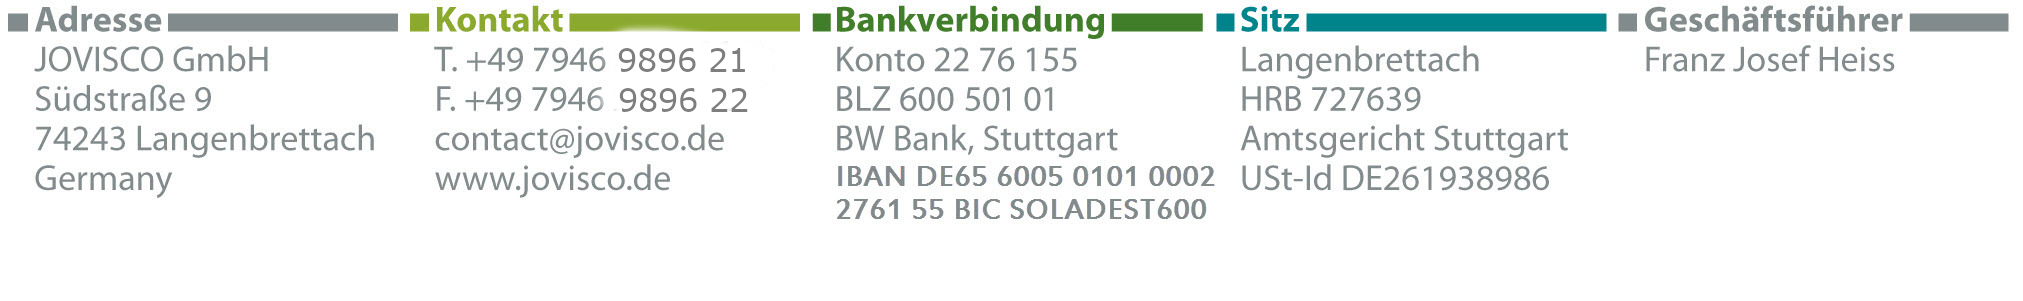 Adresse
JOVISCO GmbH
Südstraße 9
74243 Langenbrettach
Germany
Kontakt
T. +49 7946 9896 21
F. +49 7946 9896 22
contact@jovisco.de
www.jovisco.de
Bankverbindung
Konto 22 76 155
BLZ 600 501 01
BW Bank, Stuttgart
IBAN DE65 6005 0101 0002
2761 55 BIC SOLADEST600
Sitz
Langenbrettach
HRB 727639
Amtsgericht Stuttgart
USt-Id DE261938986
Geschäftsführer
Franz Josef Heiss